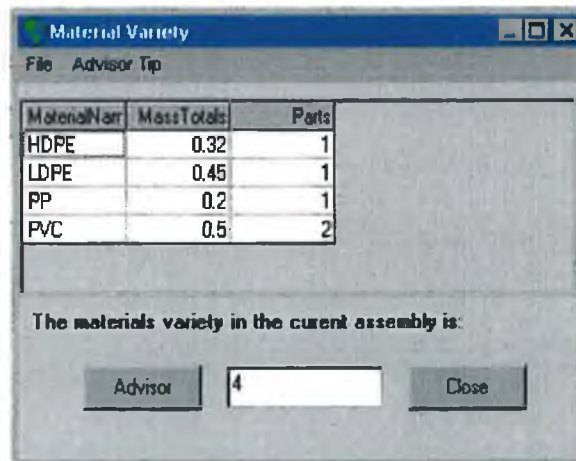 Material Variety
File Advisor Tip
MaterialNam MassTotals Parts
HDPE 0.32 1
LDPE 0.45 1
PP 0.2 1
PVC 0.5 2
The materials variety in the curent assembly is:
Advisor 4 Close